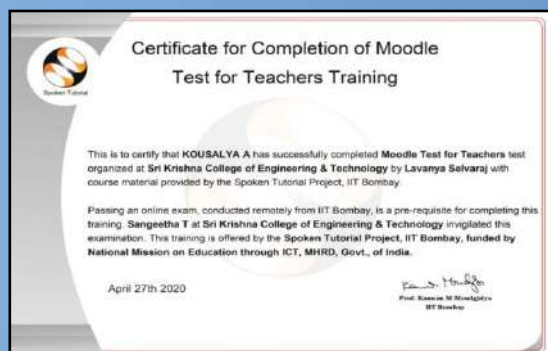 Spoken Tutorial
Certificate for Completion of Moodle
Test for Teachers Training
This is to certify that KOUSALYA A has successfully completed Moodle Test for Teachers test
organized at Sri Krishna College of Engineering & Technology by Lavanya Selvaraj with
course material provided by the Spoken Tutorial Project, IIT Bombay.
Passing an online exam, conducted remotely from IIT Bombay, is a pre-requisite for completing this
training. Sangeetha T at Sri Krishna College of Engineering & Technology invigilated this
examination. This training is offered by the Spoken Tutorial Project, IIT Bombay, funded by
National Mission on Education through ICT, MHRD, Govt., of India.
April 27th 2020
Prof. Kannan M Moudgalya
IIT Bombay